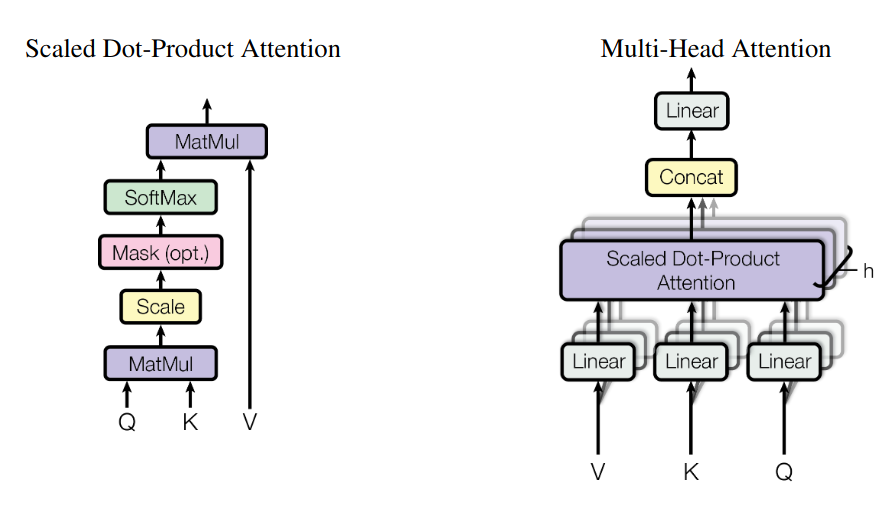 Scaled Dot-Product Attention
MatMul
SoftMax
Mask (opt.)
Scale
MatMul
Q K V
Multi-Head Attention
Linear
Concat
Scaled Dot-Product
Attention
h
Linear Linear Linear
V K Q